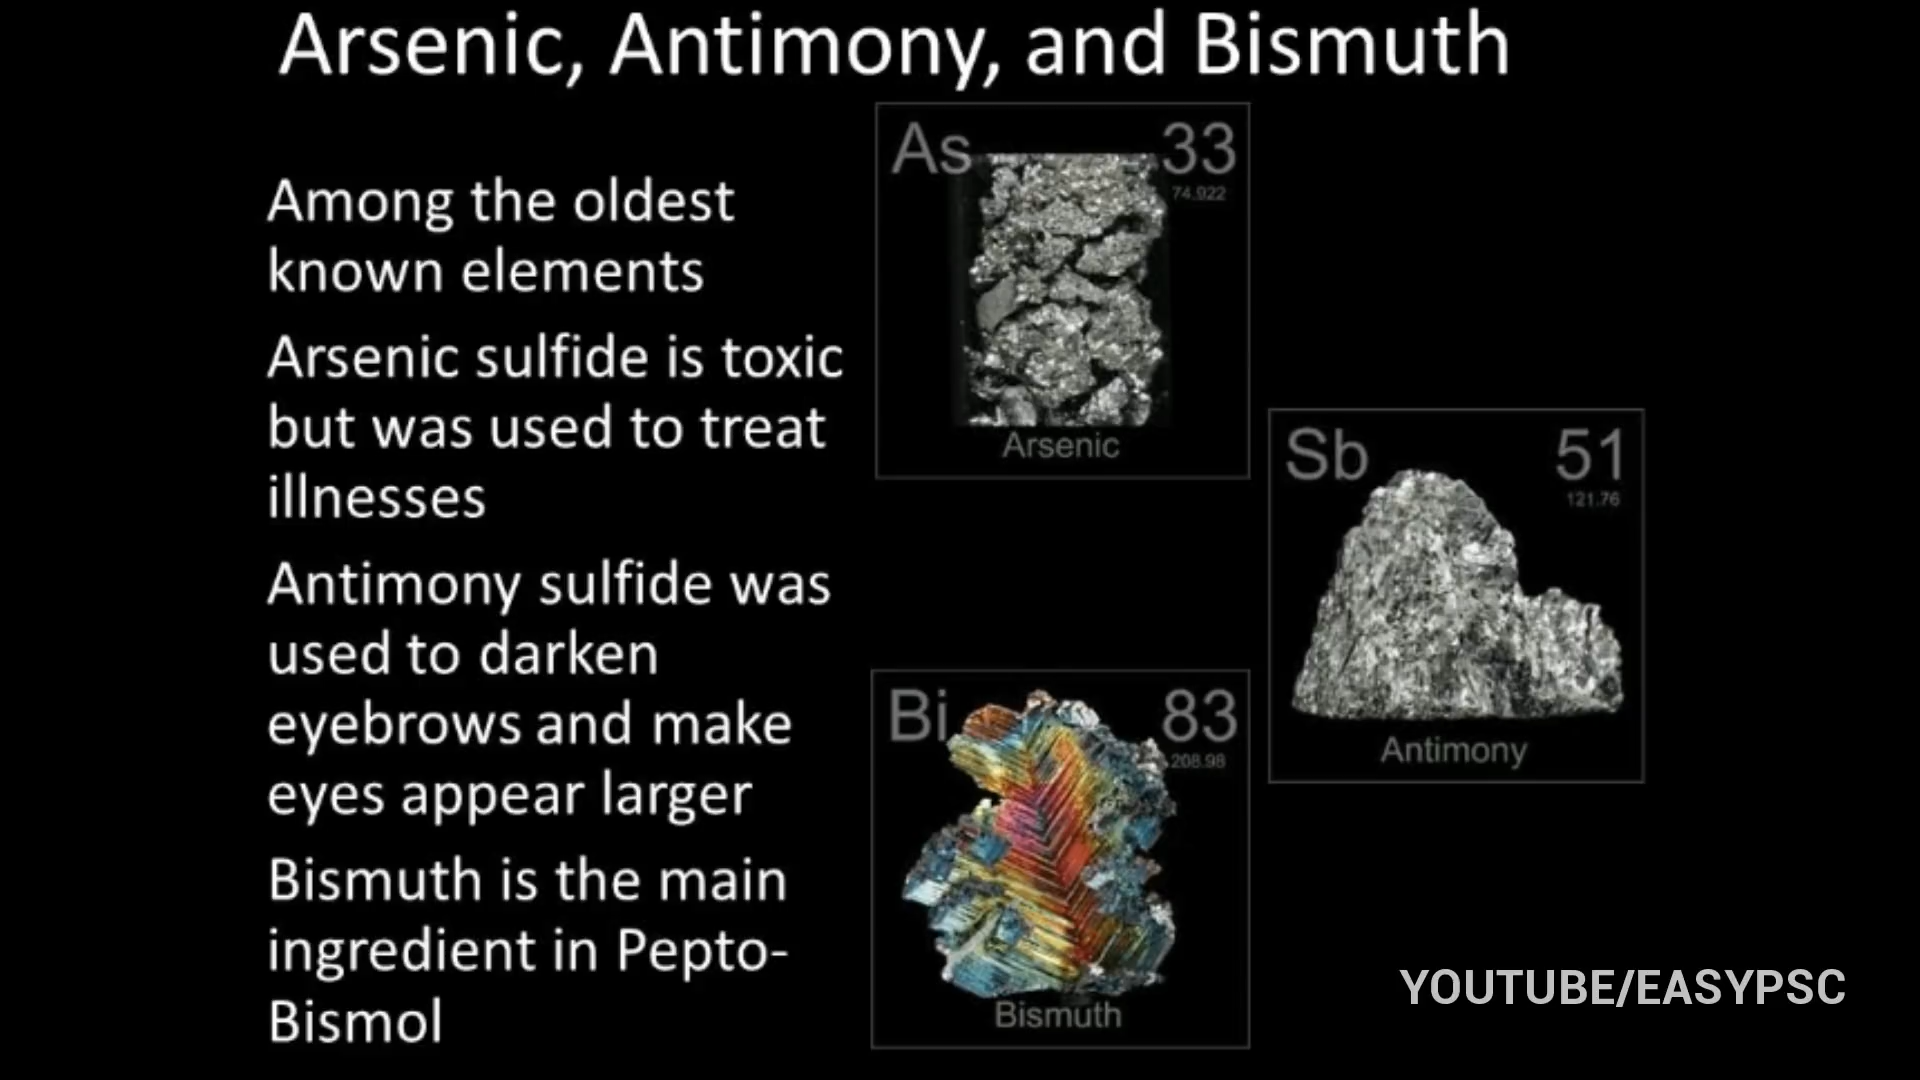 Arsenic, Antimony, and Bismuth
Among the oldest
known elements
Arsenic sulfide is toxic
but was used to treat
illnesses
Antimony sulfide was
used to darken
eyebrows and make
eyes appear larger
Bismuth is the main
ingredient in Pepto-
Bismol
As 33
74.922
Arsenic
Sb 51
121.76
Antimony
Bi 83
208.98
Bismuth
YOUTUBE/EASYPSC